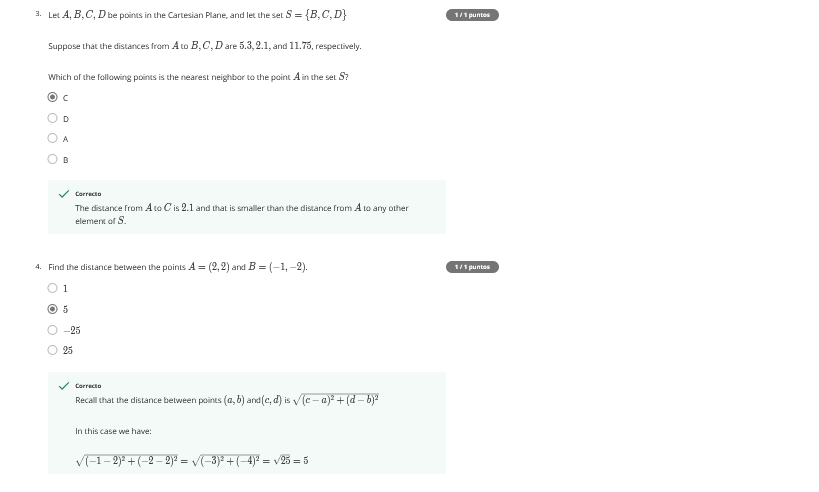 3. Let A, B, C, D be points in the Cartesian Plane, and let the set S = {B, C, D}
1 / 1 puntos
Suppose that the distances from A to B, C, D are 5.3, 2.1, and 11.75, respectively.
Which of the following points is the nearest neighbor to the point A in the set S?
C
D
A
B
Correcto
The distance from A to C is 2.1 and that is smaller than the distance from A to any other
element of S.
4. Find the distance between the points A = (2, 2) and B = (−1, −2).
1 / 1 puntos
1
5
−25
25
Correcto
Recall that the distance between points (a, b) and(c, d) is √(c − a)² + (d − b)²
In this case we have:
√(−1 − 2)² + (−2 − 2)² = √(−3)² + (−4)² = √25 = 5